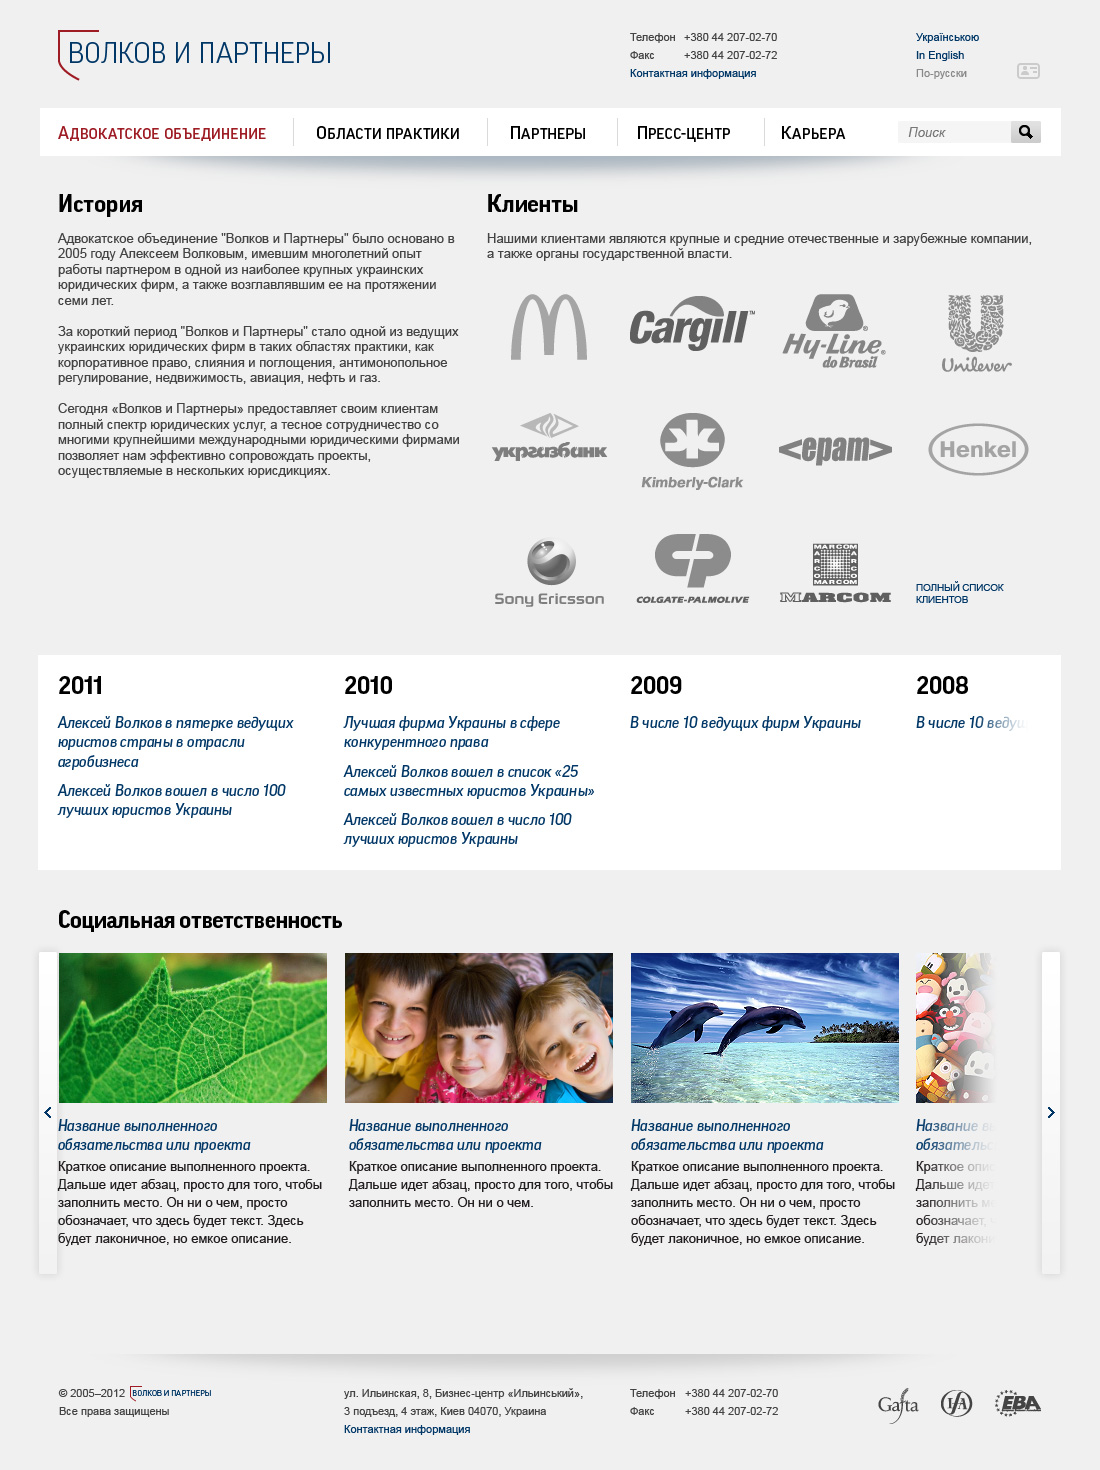 ВОЛКОВ И ПАРТНЕРЫ
Телефон +380 44 207-02-70
Факс +380 44 207-02-72
Контактная информация
Українською
In English
По-русски
Адвокатское объединение
Области практики
Партнеры
Пресс-центр
Карьера
Поиск
История
Адвокатское объединение "Волков и Партнеры" было основано в
2005 году Алексеем Волковым, имевшим многолетний опыт
работы партнером в одной из наиболее крупных украинских
юридических фирм, а также возглавлявшим ее на протяжении
семи лет.
За короткий период "Волков и Партнеры" стало одной из ведущих
украинских юридических фирм в таких областях практики, как
корпоративное право, слияния и поглощения, антимонопольное
регулирование, недвижимость, авиация, нефть и газ.
Сегодня «Волков и Партнеры» предоставляет своим клиентам
полный спектр юридических услуг, а тесное сотрудничество со
многими крупнейшими международными юридическими фирмами
позволяет нам эффективно сопровождать проекты,
осуществляемые в нескольких юрисдикциях.
Клиенты
Нашими клиентами являются крупные и средние отечественные и зарубежные компании,
а также органы государственной власти.
Cargill™
Hy-Line®
do Brasil®
Unilever
укргазбанк
Kimberly-Clark
<epam>
Henkel
Sony Ericsson
CP
COLGATE-PALMOLIVE
MARCOM
MARCOM
ПОЛНЫЙ СПИСОК
КЛИЕНТОВ
2011
Алексей Волков в пятерке ведущих
юристов страны в отрасли
агробизнеса
Алексей Волков вошел в число 100
лучших юристов Украины
2010
Лучшая фирма Украины в сфере
конкурентного права
Алексей Волков вошел в список «25
самых известных юристов Украины»
Алексей Волков вошел в число 100
лучших юристов Украины
2009
В числе 10 ведущих фирм Украины
2008
В числе 10 ведущ
Социальная ответственность
Название выполненного
обязательства или проекта
Краткое описание выполненного проекта.
Дальше идет абзац, просто для того, чтобы
заполнить место. Он ни о чем, просто
обозначает, что здесь будет текст. Здесь
будет лаконичное, но емкое описание.
Название выполненного
обязательства или проекта
Краткое описание выполненного проекта.
Дальше идет абзац, просто для того, чтобы
заполнить место. Он ни о чем.
Название выполненного
обязательства или проекта
Краткое описание выполненного проекта.
Дальше идет абзац, просто для того, чтобы
заполнить место. Он ни о чем, просто
обозначает, что здесь будет текст. Здесь
будет лаконичное, но емкое описание.
Название
обязательс
Краткое опис
Дальше идет
заполнить ме
обозначает,
будет лакони
© 2005–2012 ВОЛКОВ И ПАРТНЕРЫ
Все права защищены
ул. Ильинская, 8, Бизнес-центр «Ильинський»,
3 подъезд, 4 этаж, Киев 04070, Украина
Контактная информация
Телефон +380 44 207-02-70
Факс +380 44 207-02-72
Gafta
EBA